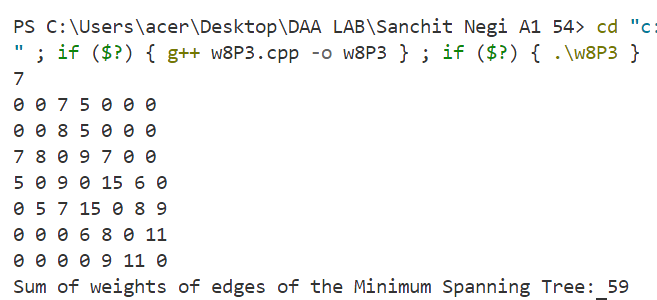 PS C:\Users\acer\Desktop\DAA LAB\Sanchit Negi A1 54> cd "c:
" ; if ($?) { g++ w8P3.cpp -o w8P3 } ; if ($?) { .\w8P3 }
7
0 0 7 5 0 0 0
0 0 8 5 0 0 0
7 8 0 9 7 0 0
5 0 9 0 15 6 0
0 5 7 15 0 8 9
0 0 0 6 8 0 11
0 0 0 0 9 11 0
Sum of weights of edges of the Minimum Spanning Tree: 59